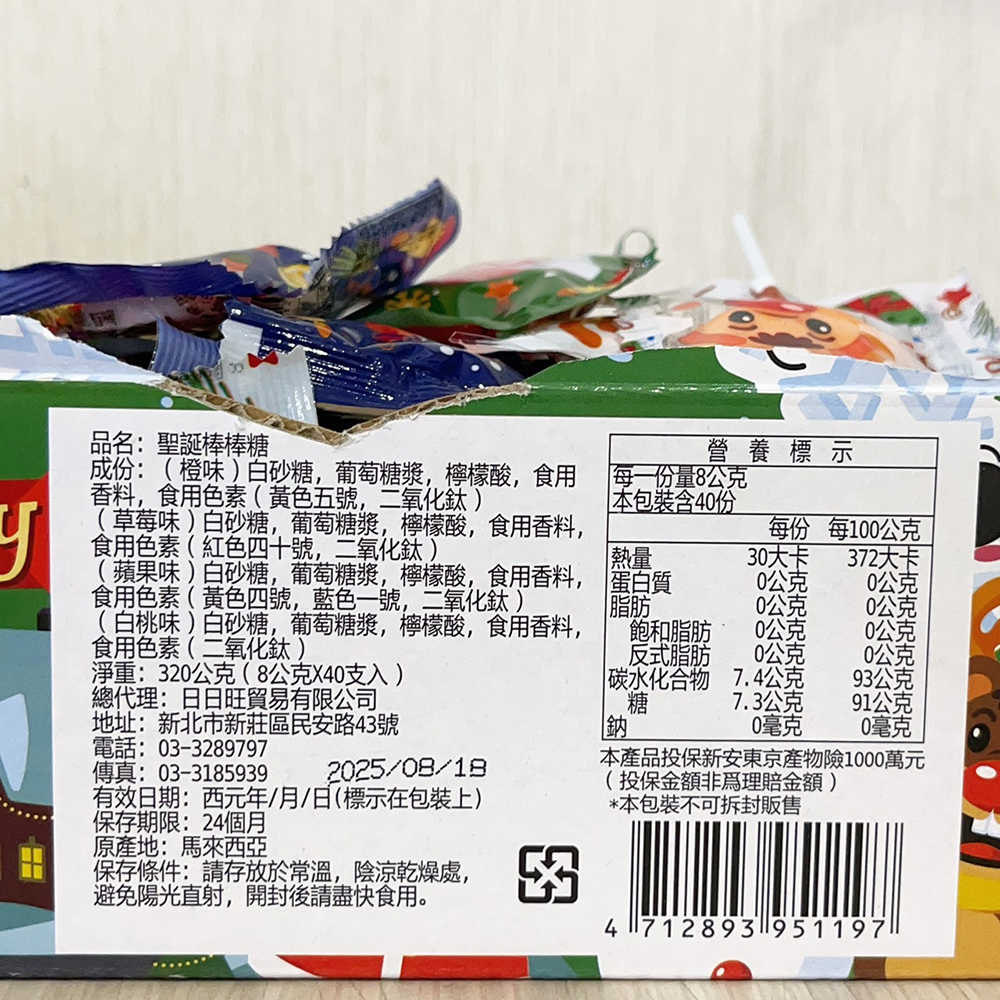 品名：聖誕棒棒糖
成份：（橙味）白砂糖，葡萄糖漿，檸檬酸，食用
香料，食用色素（黃色五號，二氧化鈦）
（草莓味）白砂糖，葡萄糖漿，檸檬酸，食用香料，
食用色素（紅色四十號，二氧化鈦）
（蘋果味）白砂糖，葡萄糖漿，檸檬酸，食用香料，
食用色素（黃色四號，藍色一號，二氧化鈦）
（白桃味）白砂糖，葡萄糖漿，檸檬酸，食用香料，
食用色素（二氧化鈦）
淨重：320公克（8公克X40支入）
總代理：日日旺貿易有限公司
地址：新北市新莊區民安路43號
電話：03-3289797
傳真：03-3185939
2025/08/18
有效日期：西元年/月/日(標示在包裝上)
保存期限：24個月
原產地：馬來西亞
保存條件：請存放於常溫，陰涼乾燥處，
避免陽光直射，開封後請盡快食用。
營養標示
每一份量8公克
本包裝含40份
每份 每100公克
熱量 30大卡 372大卡
蛋白質 0公克 0公克
脂肪 0公克 0公克
飽和脂肪 0公克 0公克
反式脂肪 0公克 0公克
碳水化合物 7.4公克 93公克
糖 7.3公克 91公克
鈉 0毫克 0毫克
本產品投保新安東京產物險1000萬元
（投保金額非爲理賠金額）
*本包裝不可拆封販售
4 712893 951197
y